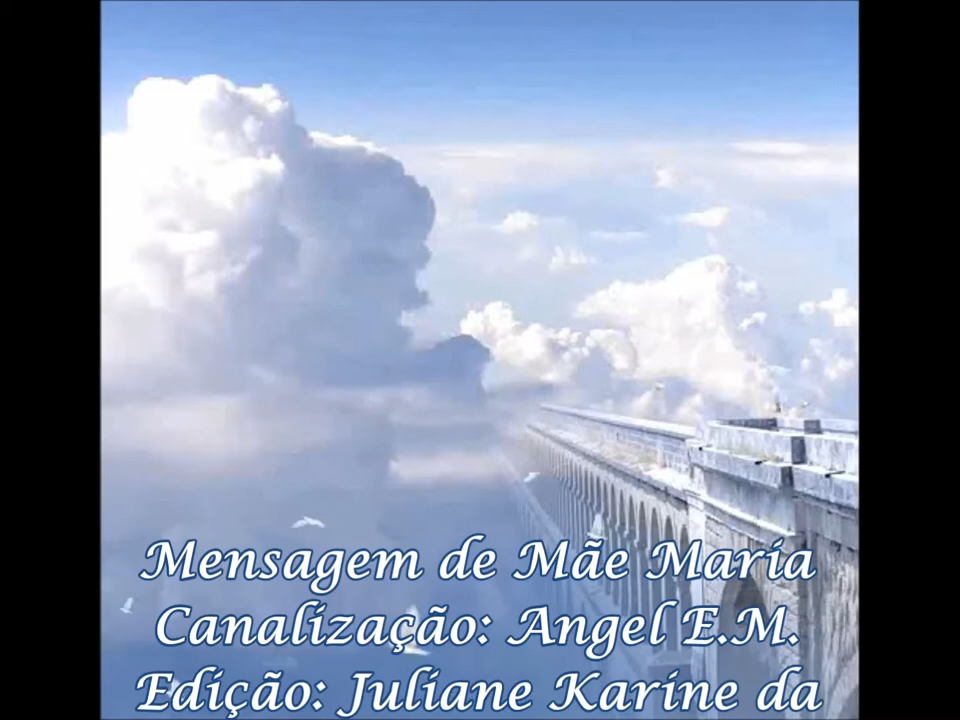 Mensagem de Mãe Maria
Canalização: Angel E.M.
Edição: Juliane Karine da